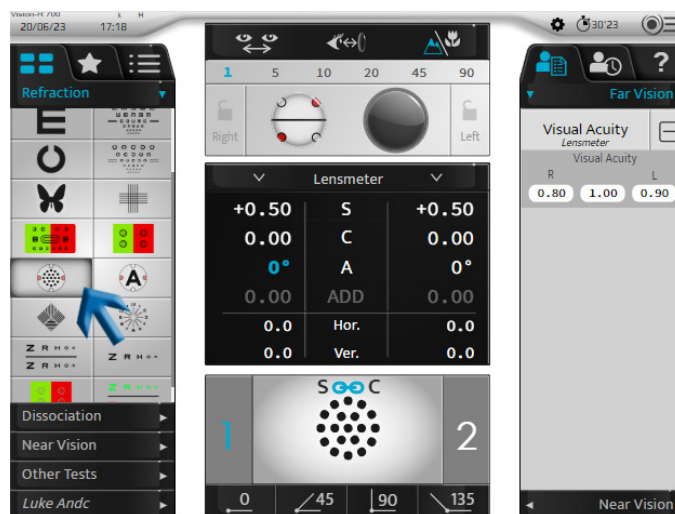 Vision-R 700
20/06/23 17:18
30'23
Refraction
Z R H O K
Z R H O K
Z R H O K
A
Dissociation
Near Vision
Other Tests
Luke Andc
1 5 10 20 45 90
Right Left
Lensmeter
+0.50 S +0.50
0.00 C 0.00
0° A 0°
0.00 ADD 0.00
0.0 Hor. 0.0
0.0 Ver. 0.0
S C
1 2
0 45 90 135
?
Far Vision
Visual Acuity
Lensmeter
Visual Acuity
R L
0.80 1.00 0.90
Near Vision